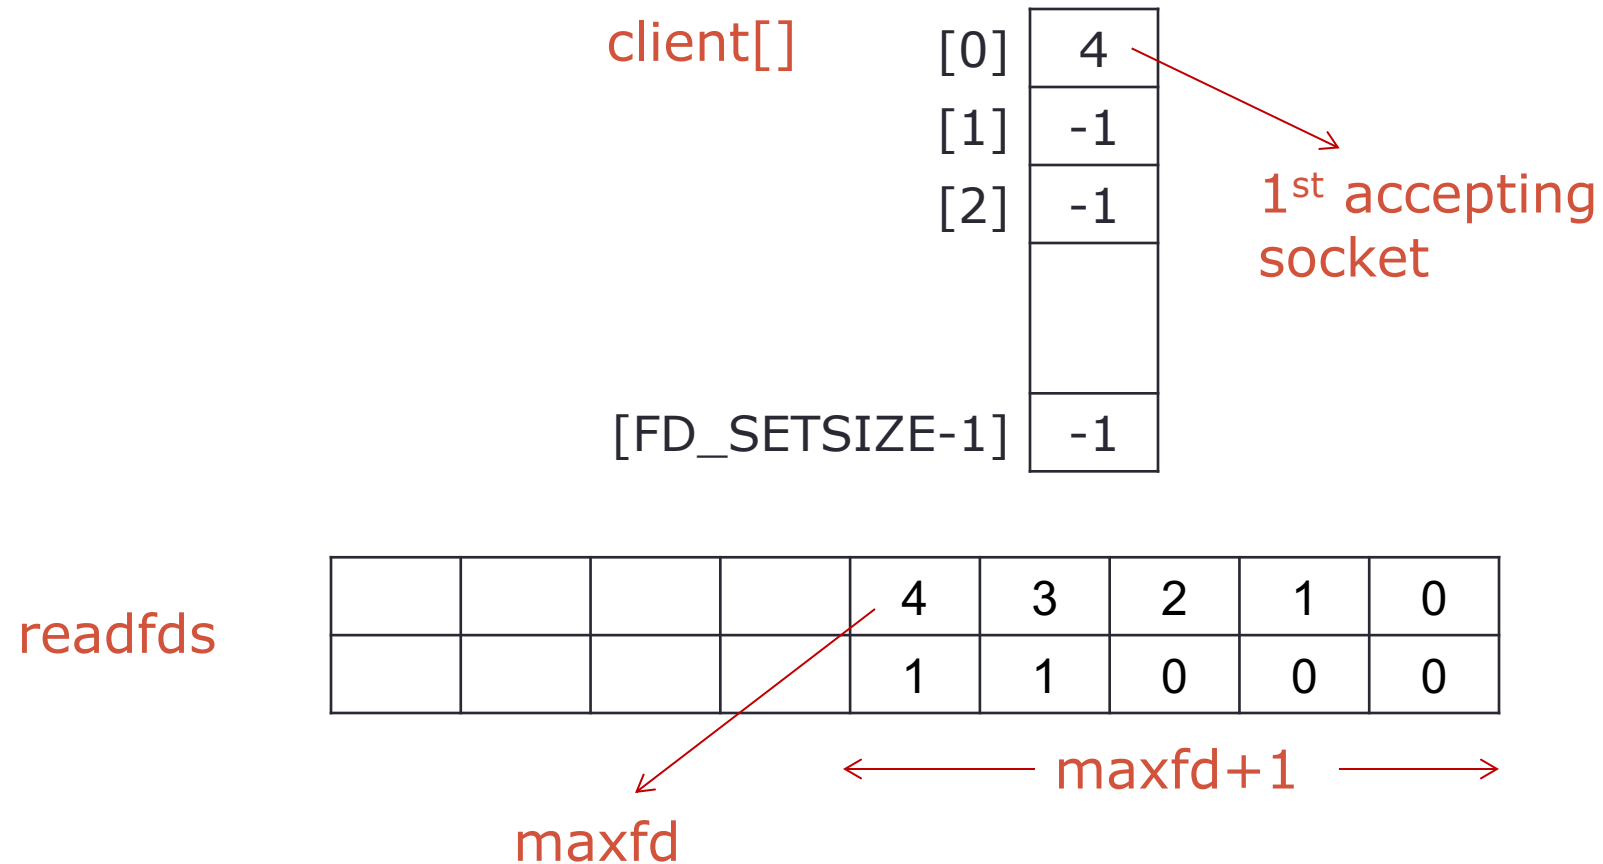 client[] [0] 4
[1] -1
[2] -1
1st accepting
socket
[FD_SETSIZE-1] -1
readfds
4 3 2 1 0
1 1 0 0 0
maxfd+1
maxfd